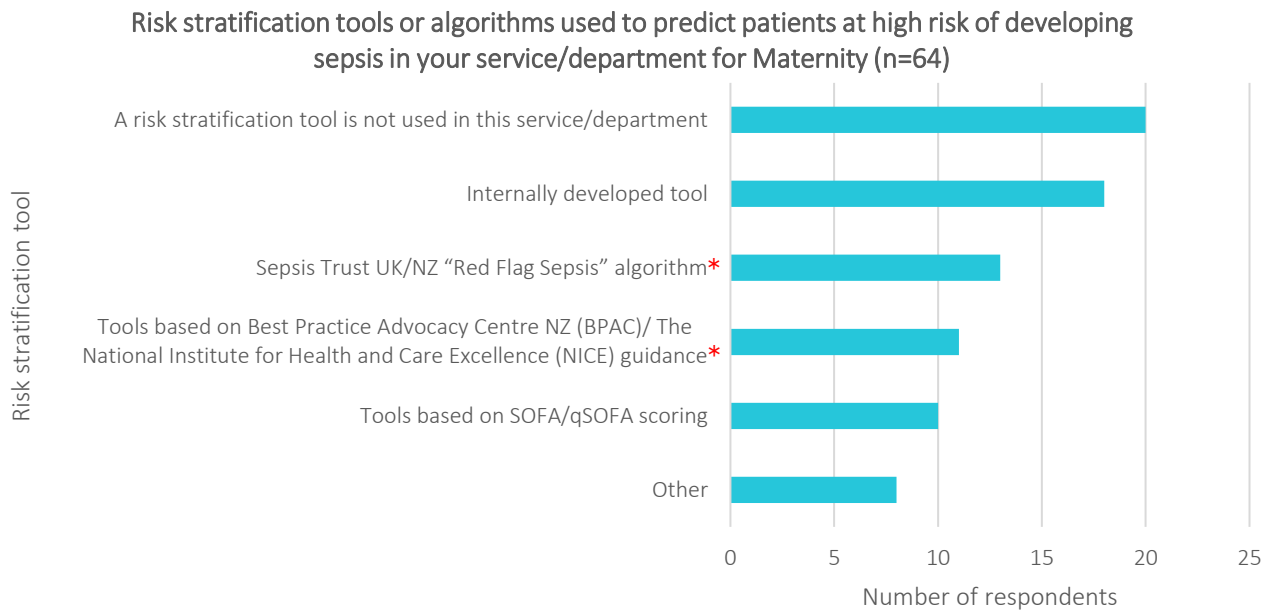 Risk stratification tools or algorithms used to predict patients at high risk of developing
sepsis in your service/department for Maternity (n=64)
Risk stratification tool
A risk stratification tool is not used in this service/department
Internally developed tool
Sepsis Trust UK/NZ “Red Flag Sepsis” algorithm*
Tools based on Best Practice Advocacy Centre NZ (BPAC)/ The
National Institute for Health and Care Excellence (NICE) guidance*
Tools based on SOFA/qSOFA scoring
Other
0 5 10 15 20 25
Number of respondents